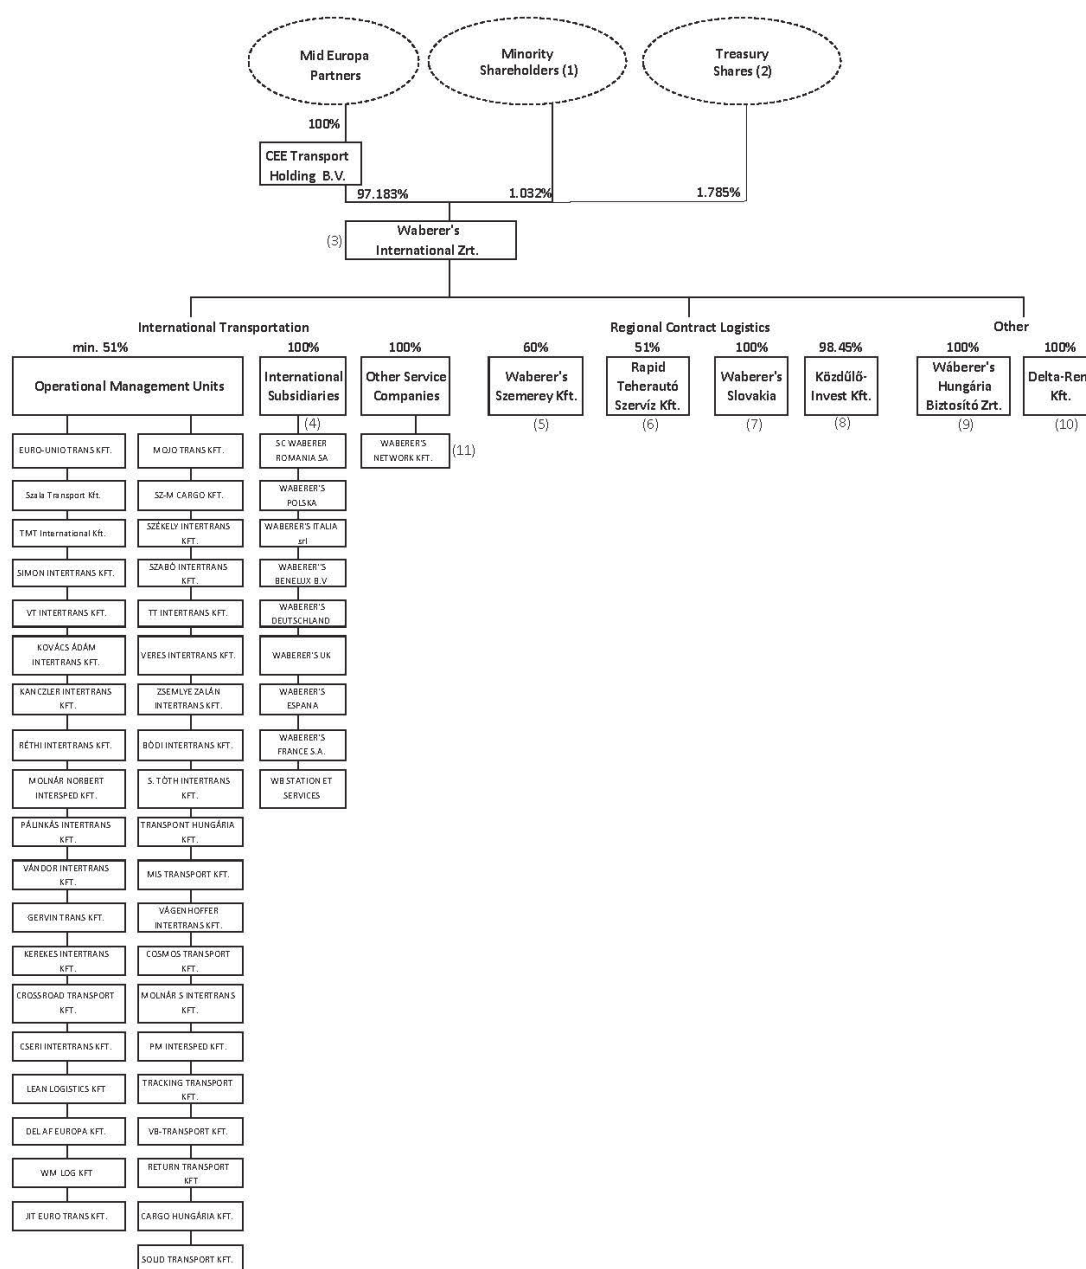 Mid Europa
Partners
Minority
Shareholders (1)
Treasury
Shares (2)
100%
CEE Transport
Holding B.V.
97.183%
1.032%
1.785%
(3)
Waberer's
International Zrt.
International Transportation
Regional Contract Logistics
Other
min. 51%
100%
100%
60%
51%
100%
98.45%
100%
100%
Operational Management Units
International
Subsidiaries
(4)
Other Service
Companies
Waberer's
Szemerey Kft.
(5)
Rapid
Teherautó
Szervíz Kft.
(6)
Waberer's
Slovakia
(7)
Közdűlő-
Invest Kft.
(8)
Wáberer's
Hungária
Biztosító Zrt.
(9)
Delta-Ren
Kft.
(10)
EURO-UNIO TRANS KFT.
Szala Transport Kft.
TMT International Kft.
SIMON INTERTRANS KFT.
VT INTERTRANS KFT.
KOVÁCS ÁDÁM
INTERTRANS KFT.
KANCZLER INTERTRANS
KFT.
RÉTHI INTERTRANS KFT.
MOLNÁR NORBERT
INTERSPED KFT.
PÁLINKÁS INTERTRANS
KFT.
VÁNDOR INTERTRANS
KFT.
GERVIN TRANS KFT.
KEREKES INTERTRANS
KFT.
CROSSROAD TRANSPORT
KFT.
CSERI INTERTRANS KFT.
LEAN LOGISTICS KFT
DELAF EUROPA KFT.
WM LOG KFT
JIT EURO TRANS KFT.
MOJO TRANS KFT.
SZ-M CARGO KFT.
SZÉKELY INTERTRANS
KFT.
SZABÓ INTERTRANS
KFT.
TT INTERTRANS KFT.
VERES INTERTRANS KFT.
ZSEMLYE ZALÁN
INTERTRANS KFT.
BÓDI INTERTRANS KFT.
S. TÓTH INTERTRANS
KFT.
TRANSPONT HUNGÁRIA
KFT.
MIS TRANSPORT KFT.
VÁGENHOFFER
INTERTRANS KFT.
COSMOS TRANSPORT
KFT.
MOLNÁR S INTERTRANS
KFT.
PM INTERSPED KFT.
TRACKING TRANSPORT
KFT.
VB-TRANSPORT KFT.
RETURN TRANSPORT
KFT
CARGO HUNGÁRIA KFT.
SOLID TRANSPORT KFT.
SC WABERER
ROMANIA SA
WABERER'S
POLSKA
WABERER'S ITALIA
srl
WABERER'S
BENELUX B.V
WABERER'S
DEUTSCHLAND
WABERER'S UK
WABERER'S
ESPANA
WABERER'S
FRANCE S.A.
WB STATION ET
SERVICES
WABERER'S
NETWORK KFT.
(11)